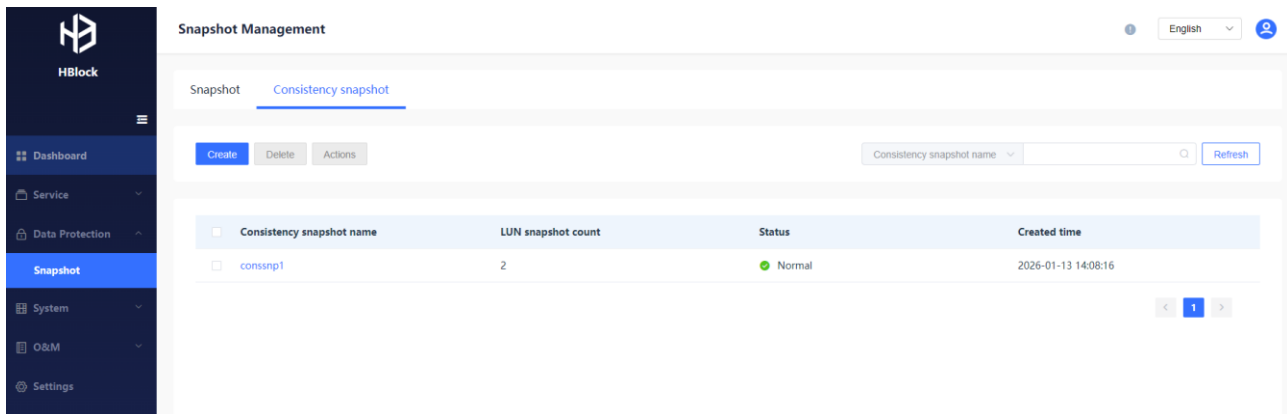 HBlock
Dashboard
Service
Data Protection
Snapshot
System
O&M
Settings
Snapshot Management
English
Snapshot Consistency snapshot
Create Delete Actions Consistency snapshot name Refresh
Consistency snapshot name LUN snapshot count Status Created time
conssnp1 2 Normal 2026-01-13 14:08:16
< 1 >